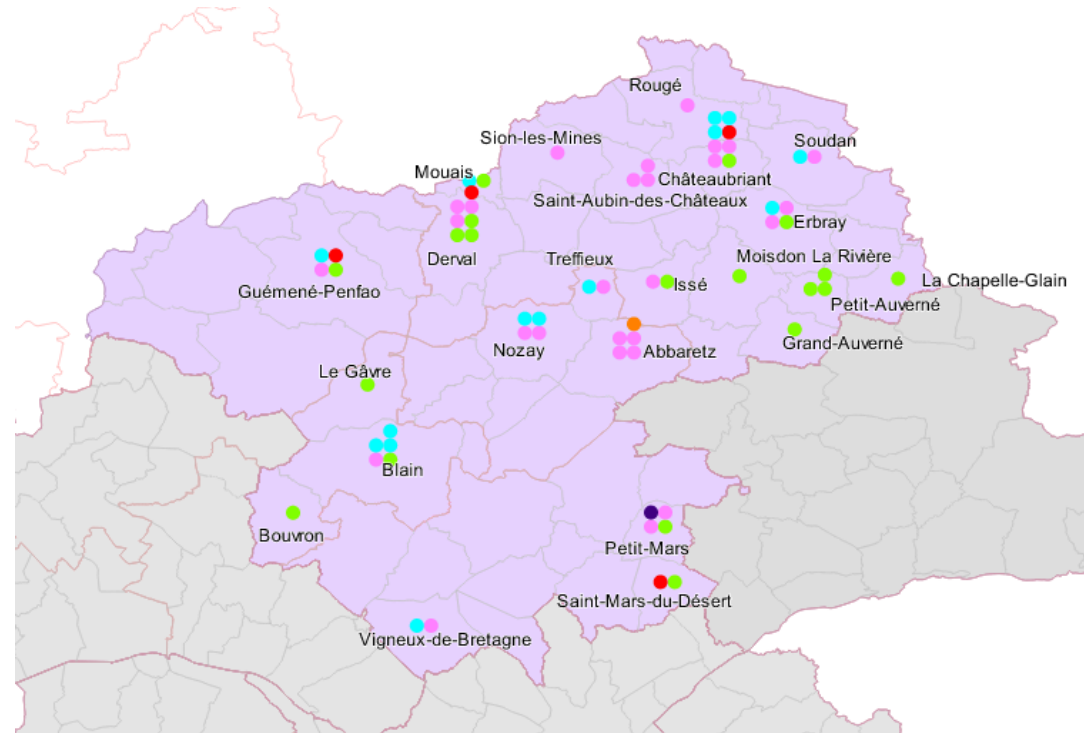 Rougé
Sion-les-Mines
Soudan
Mouais
Châteaubriant
Saint-Aubin-des-Châteaux
Erbray
Derval
Treffieux
Moisdon La Rivière
La Chapelle-Glain
Guémené-Penfao
Issé
Petit-Auverné
Grand-Auverné
Nozay
Abbaretz
Le Gâvre
Blain
Bouvron
Petit-Mars
Saint-Mars-du-Désert
Vigneux-de-Bretagne